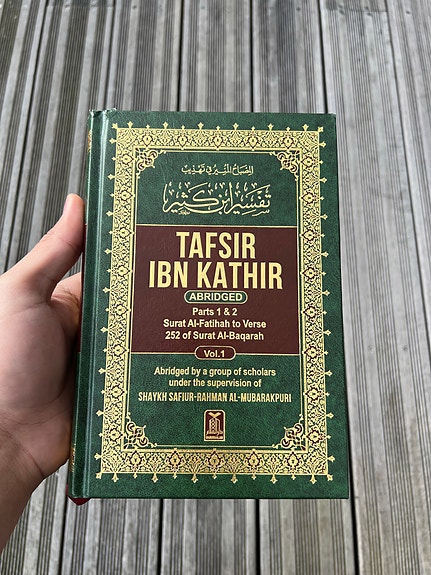 المصباح المنير في تهذيب
تفسير ابن كثير
TAFSIR
IBN KATHIR
ABRIDGED
Parts 1 & 2
Surat Al-Fatihah to Verse
252 of Surat Al-Baqarah
Vol.1
Abridged by a group of scholars
under the supervision of
SHAYKH SAFIUR-RAHMAN AL-MUBARAKPURI